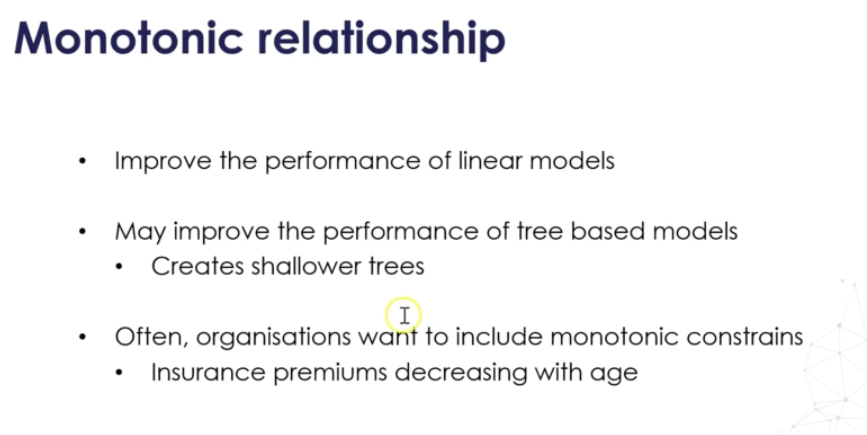 Monotonic relationship
• Improve the performance of linear models
• May improve the performance of tree based models
• Creates shallower trees
• Often, organisations want to include monotonic constrains
• Insurance premiums decreasing with age